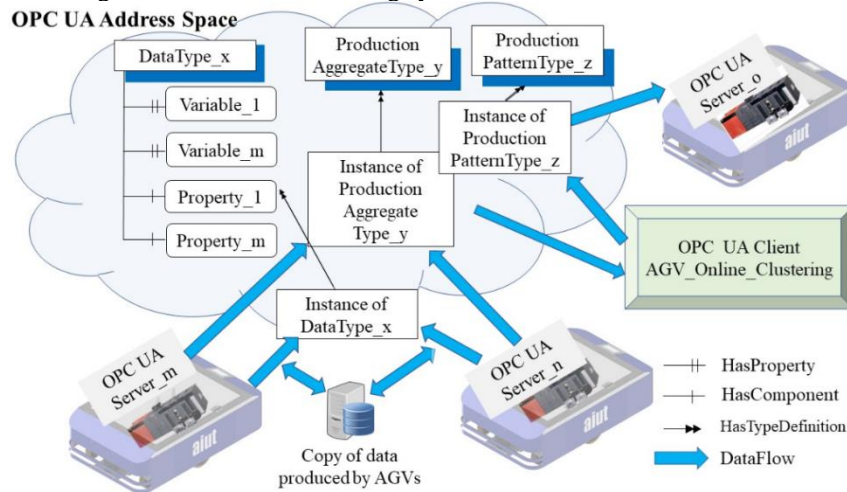 OPC UA Address Space
DataType_x
Variable_1
Variable_m
Property_1
Property_m
Production
AggregateType_y
Production
PatternType_z
Instance of
Production
PatternType_z
Instance of
Production
Aggregate
Type_y
Instance of
DataType_x
OPC UA
Server_o
aiut
OPC UA Client
AGV_Online_Clustering
OPC UA
Server_m
aiut
Copy of data
produced by AGVs
OPC UA
Server_n
aiut
HasProperty
HasComponent
HasTypeDefinition
DataFlow